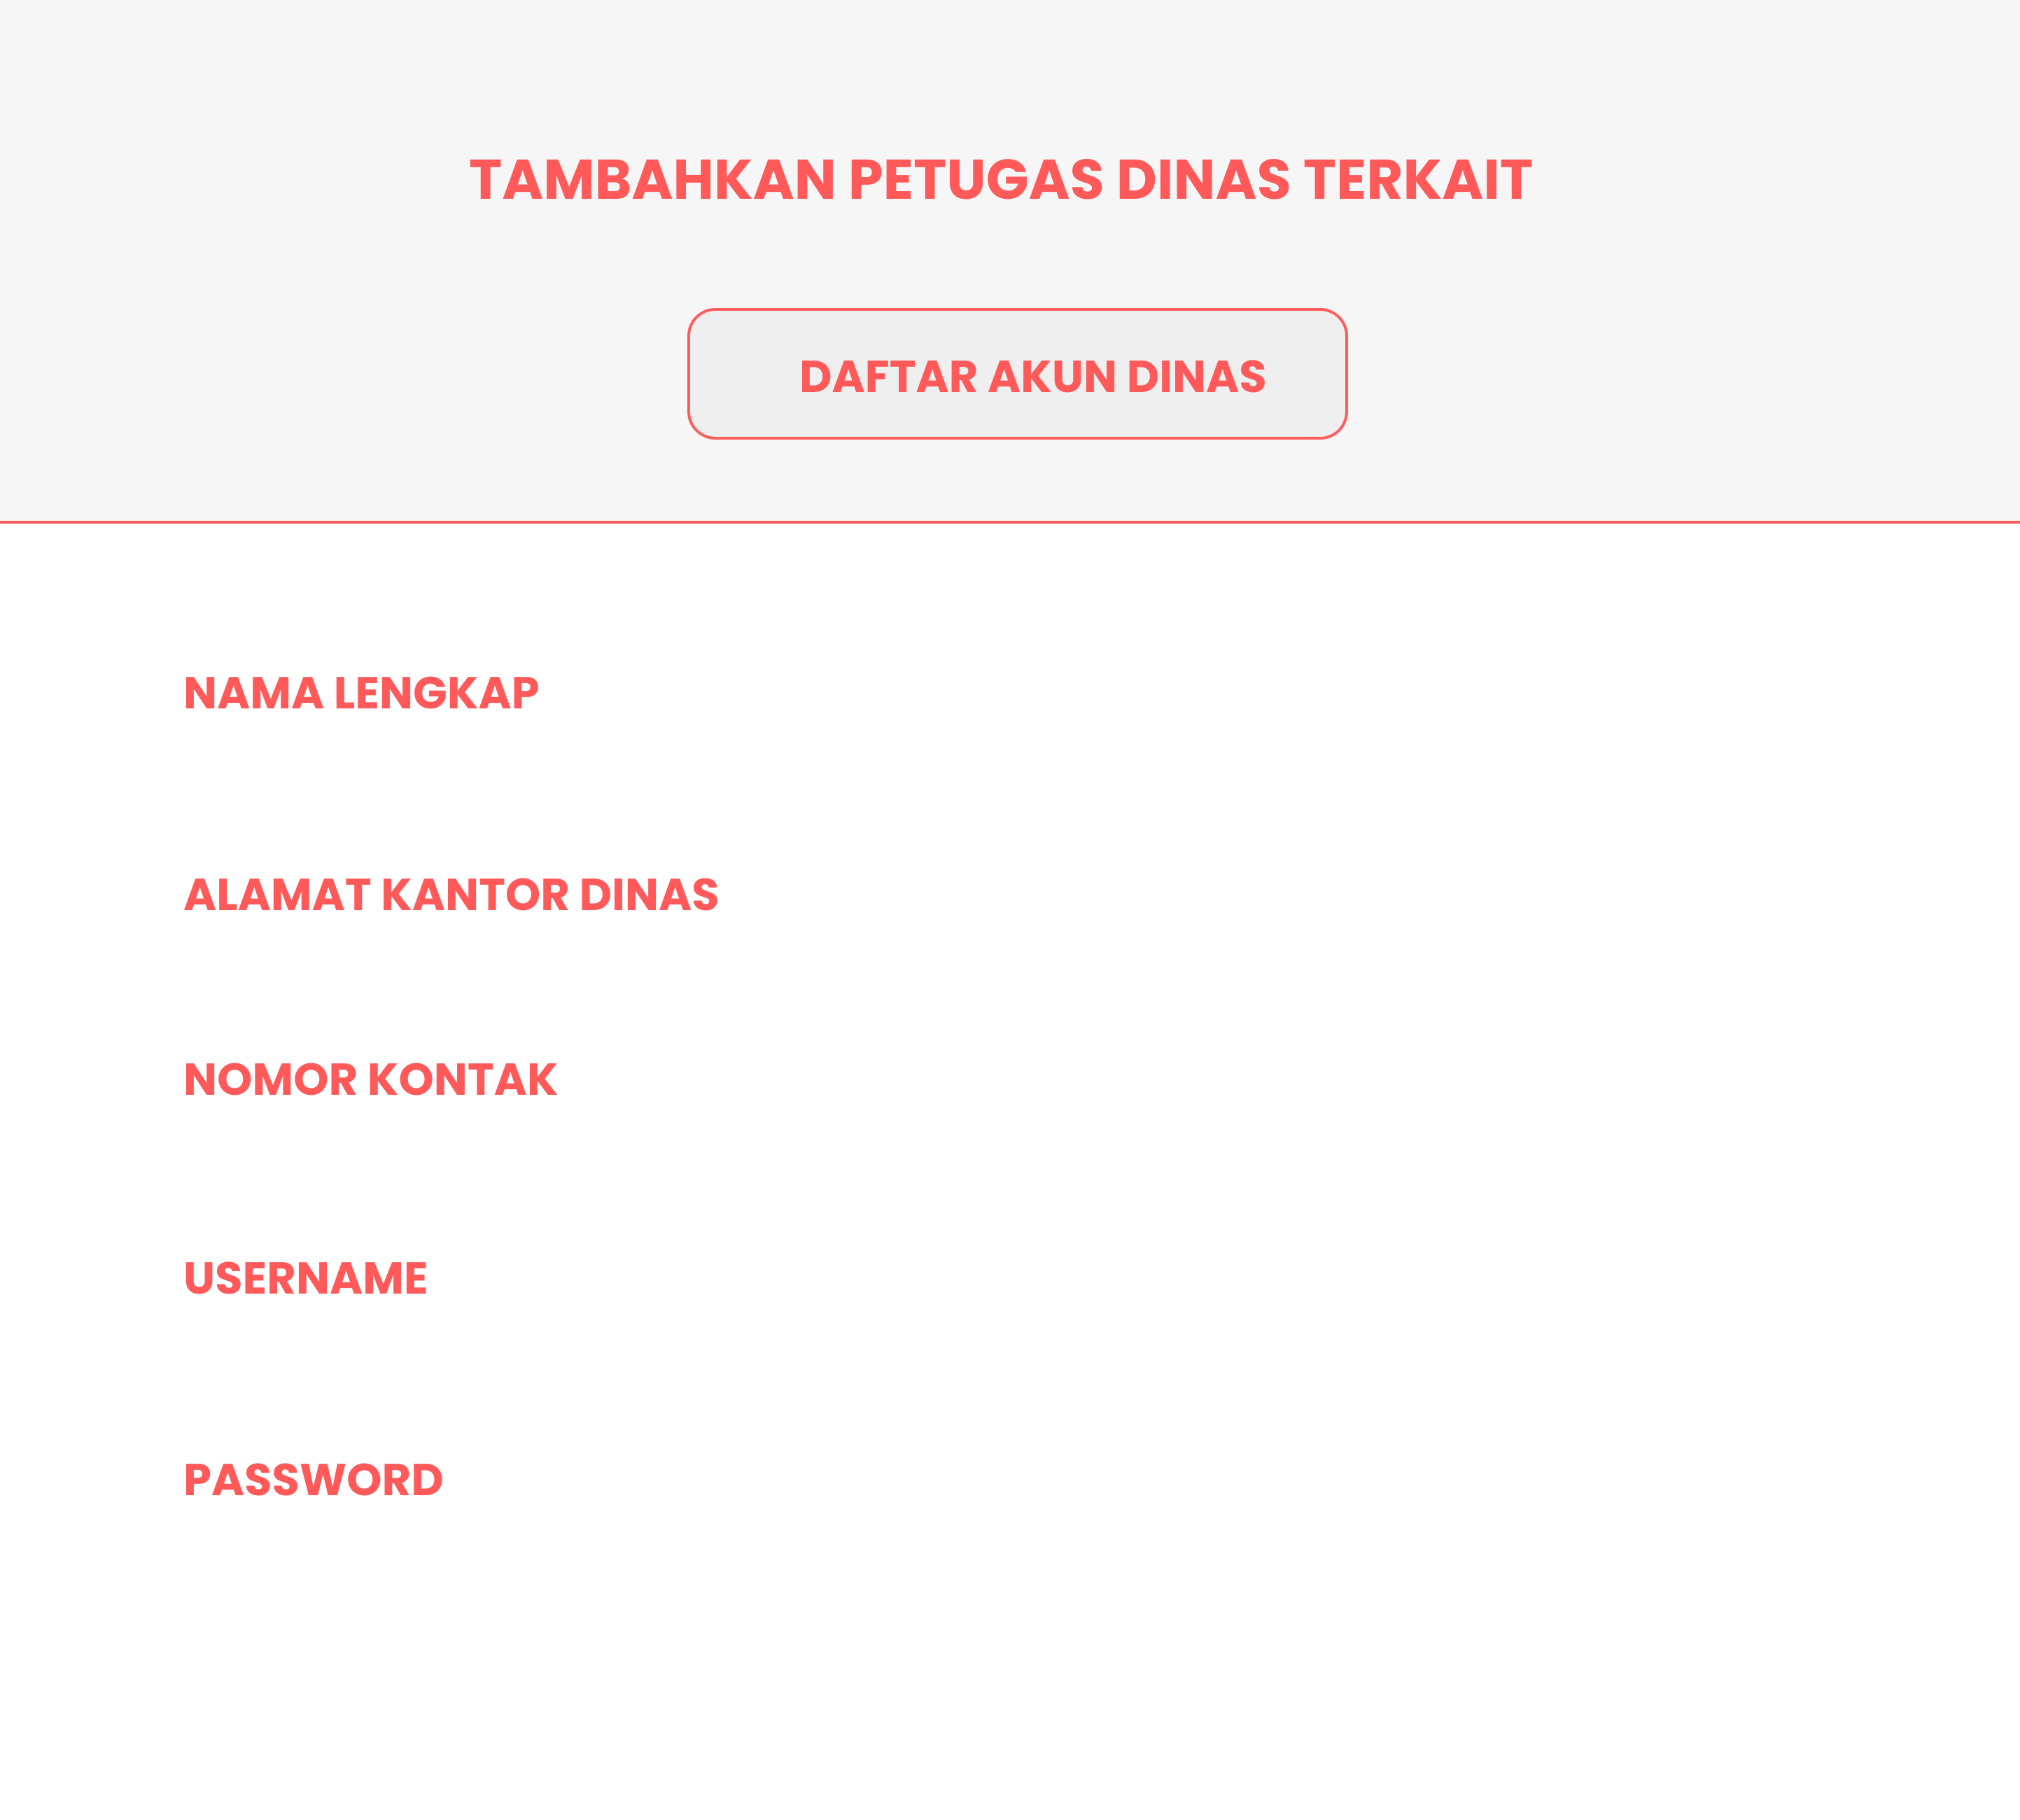 TAMBAHKAN PETUGAS DINAS TERKAIT
DAFTAR AKUN DINAS
NAMA LENGKAP
ALAMAT KANTOR DINAS
NOMOR KONTAK
USERNAME
PASSWORD